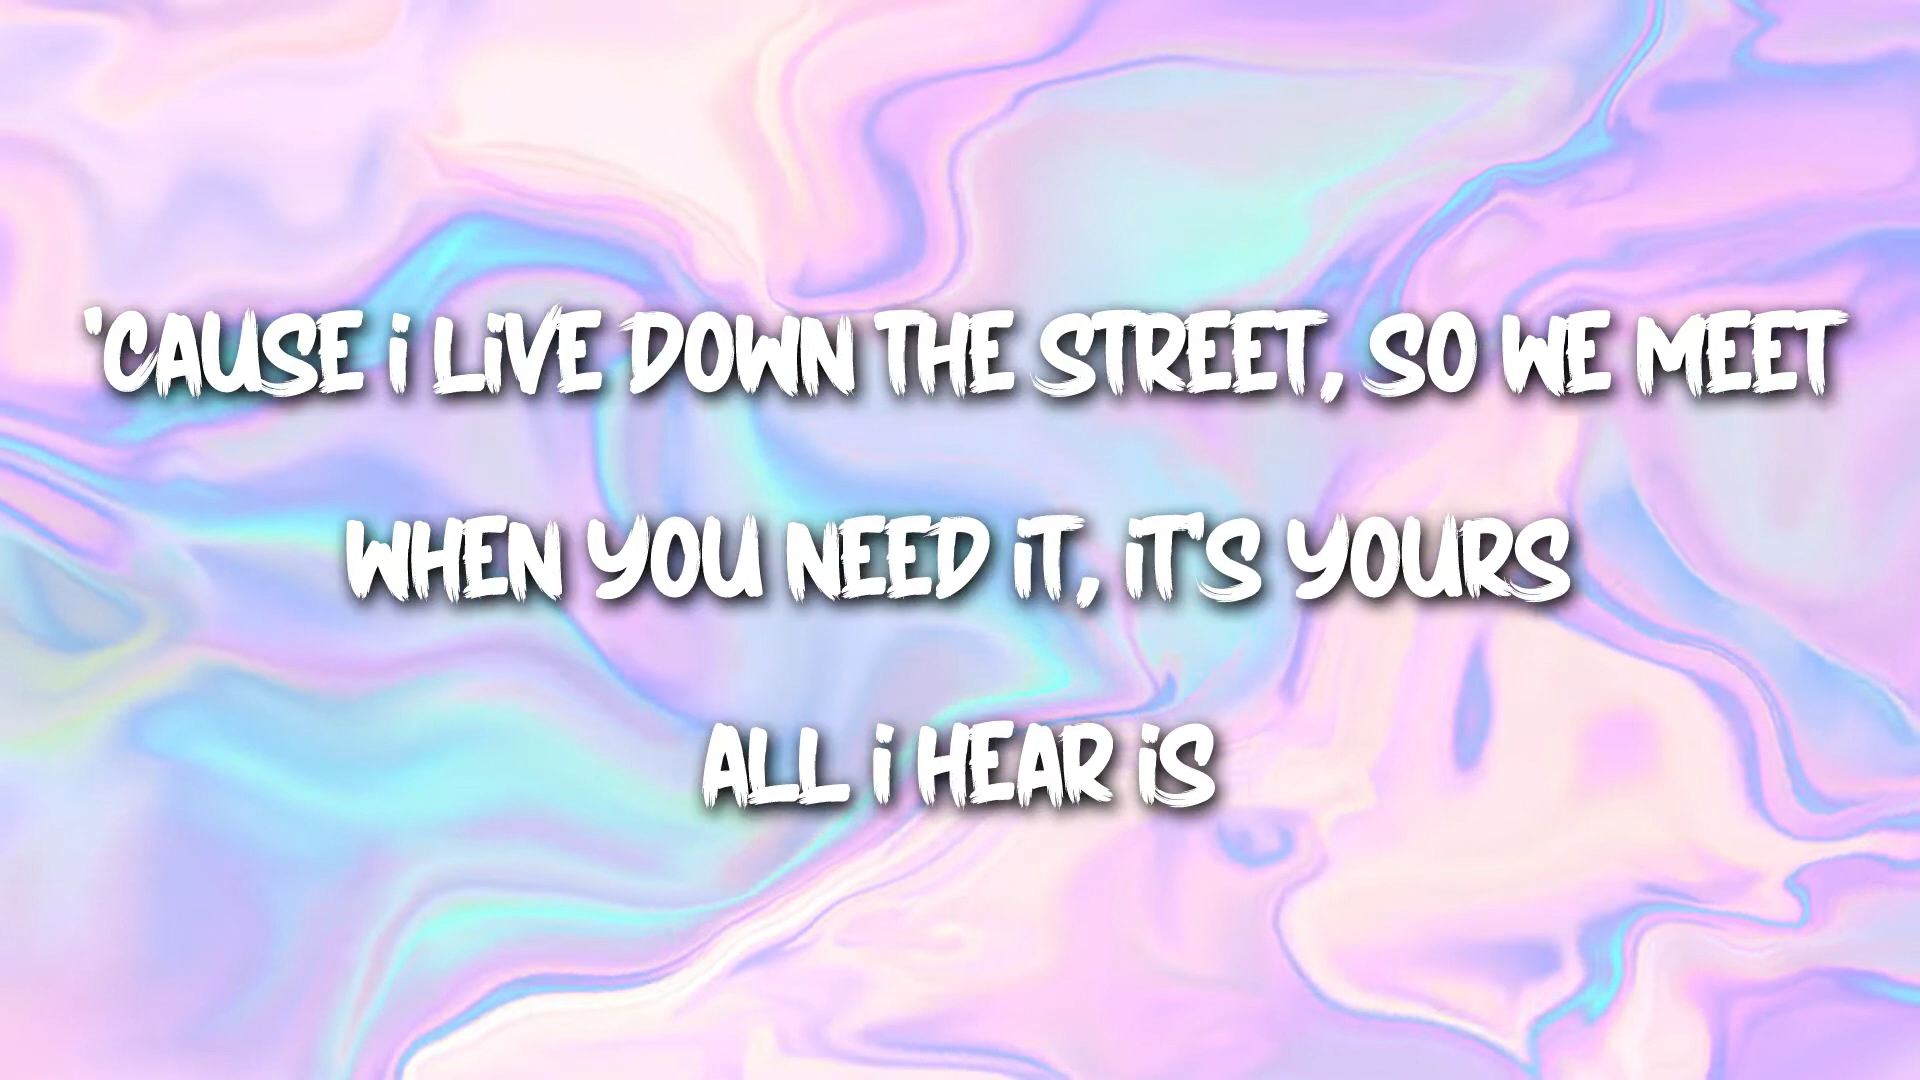 'CAUSE i LiVE DOWN THE STREET, SO WE MEET
WHEN YOU NEED iT, iT'S YOURS
ALL i HEAR iS